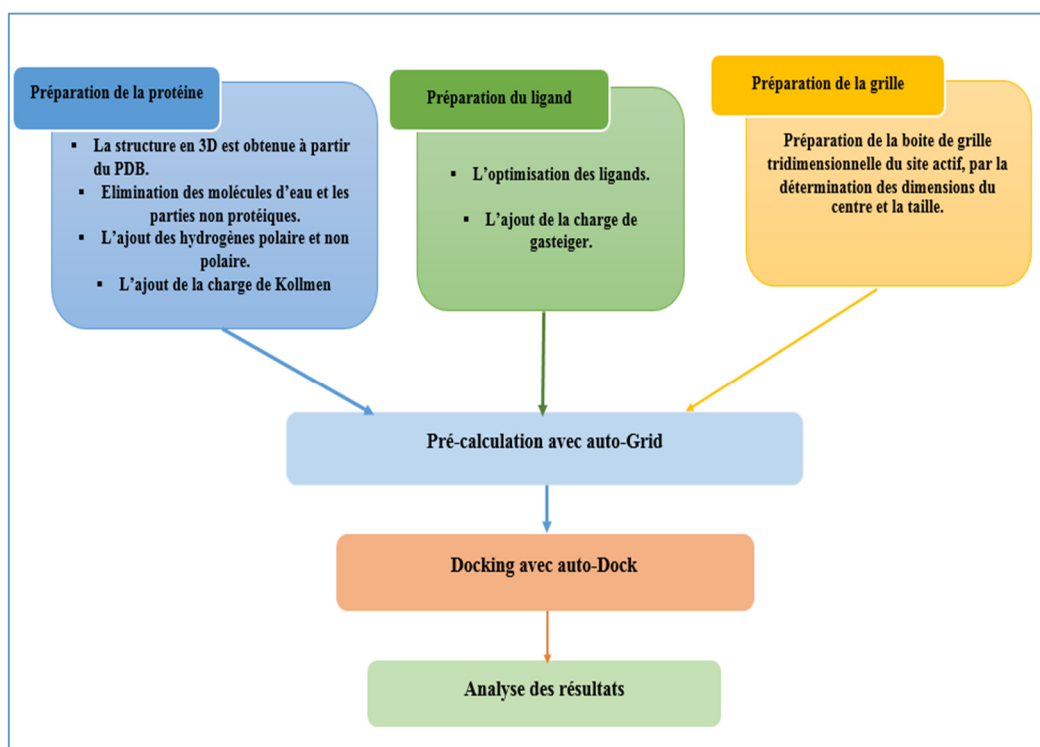 Préparation de la protéine
▪ La structure en 3D est obtenue à partir
du PDB.
▪ Elimination des molécules d'eau et les
parties non protéiques.
▪ L'ajout des hydrogènes polaire et non
polaire.
▪ L'ajout de la charge de Kollmen
Préparation du ligand
▪ L'optimisation des ligands.
▪ L'ajout de la charge de
gasteiger.
Préparation de la grille
Préparation de la boite de grille
tridimensionnelle du site actif, par la
détermination des dimensions du
centre et la taille.
Pré-calculation avec auto-Grid
Docking avec auto-Dock
Analyse des résultats